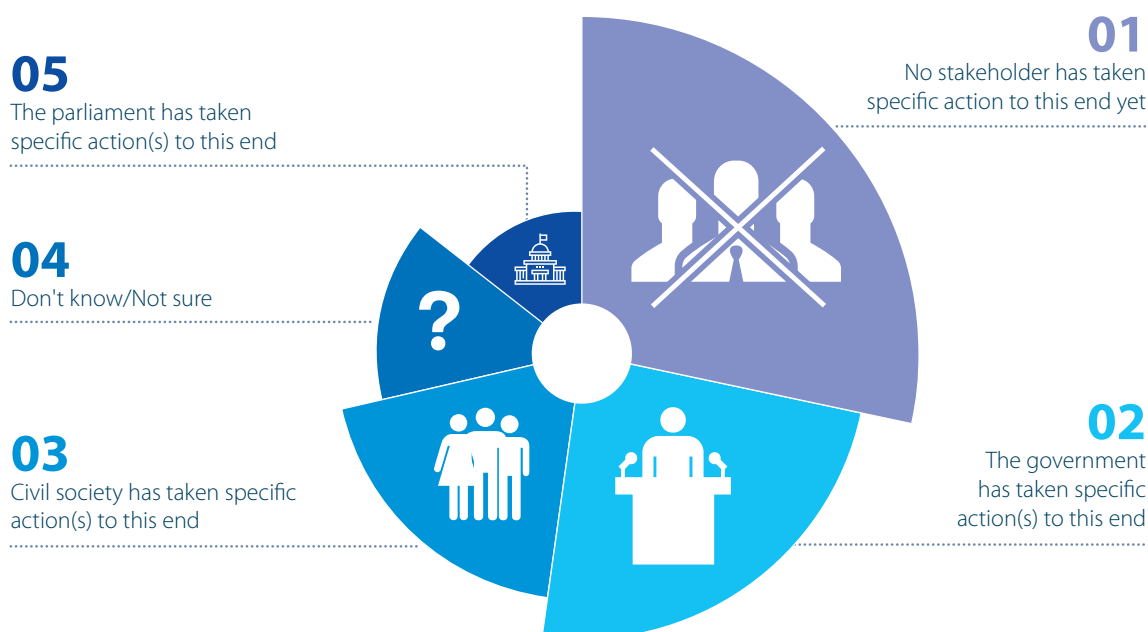 01
No stakeholder has taken
specific action to this end yet
02
The government
has taken specific
action(s) to this end
03
Civil society has taken specific
action(s) to this end
04
Don't know/Not sure
05
The parliament has taken
specific action(s) to this end
?